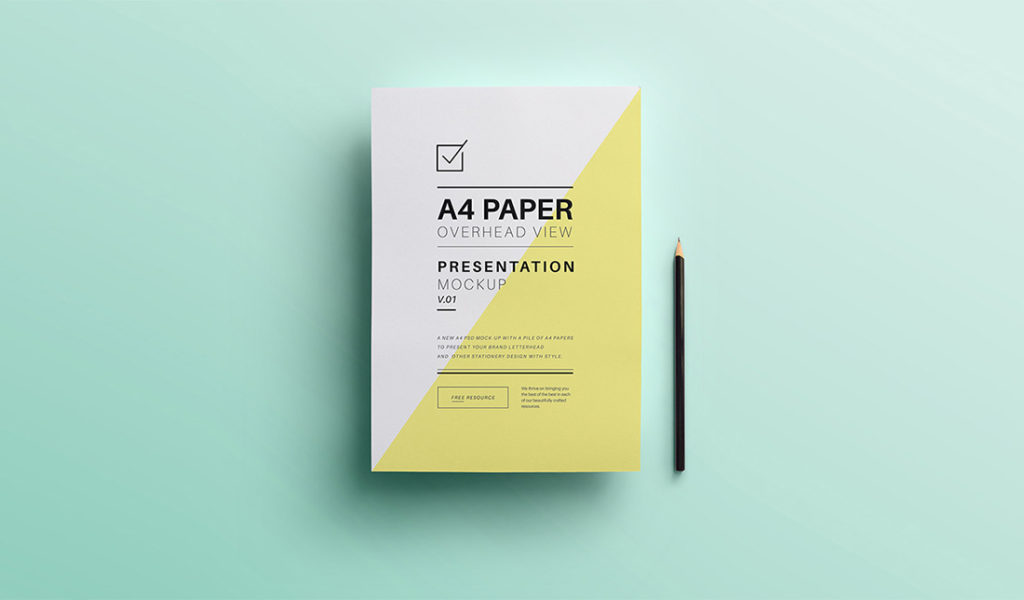 A4 PAPER
OVERHEAD VIEW
PRESENTATION
MOCKUP
V.01
A NEW A4 PSD MOCK UP WITH A PILE OF A4 PAPERS
TO PRESENT YOUR BRAND LETTERHEAD
AND OTHER STATIONERY DESIGN WITH STYLE.
FREE RESOURCE
We thrive on bringing you
the best of the best in each
of our beautifully crafted
resources.